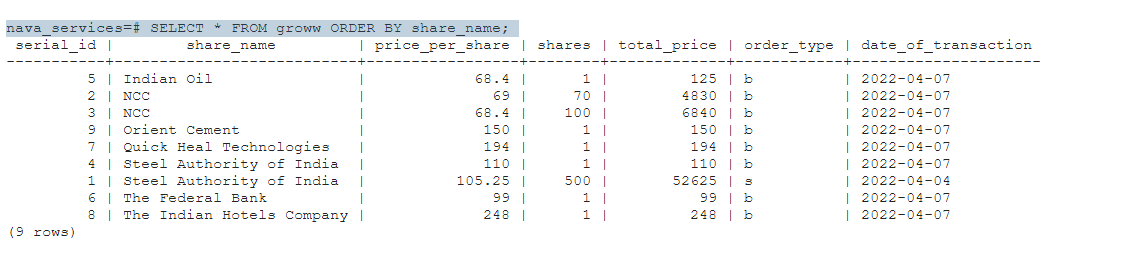 nava_services=# SELECT * FROM groww ORDER BY share_name;
 serial_id |         share_name         | price_per_share | shares | total_price | order_type | date_of_transaction
-----------+----------------------------+-----------------+--------+-------------+------------+---------------------
         5 | Indian Oil                 |            68.4 |      1 |         125 | b          | 2022-04-07
         2 | NCC                        |              69 |     70 |        4830 | b          | 2022-04-07
         3 | NCC                        |            68.4 |    100 |        6840 | b          | 2022-04-07
         9 | Orient Cement              |             150 |      1 |         150 | b          | 2022-04-07
         7 | Quick Heal Technologies    |             194 |      1 |         194 | b          | 2022-04-07
         4 | Steel Authority of India   |             110 |      1 |         110 | b          | 2022-04-07
         1 | Steel Authority of India   |          105.25 |    500 |       52625 | s          | 2022-04-04
         6 | The Federal Bank           |              99 |      1 |          99 | b          | 2022-04-07
         8 | The Indian Hotels Company  |             248 |      1 |         248 | b          | 2022-04-07
(9 rows)